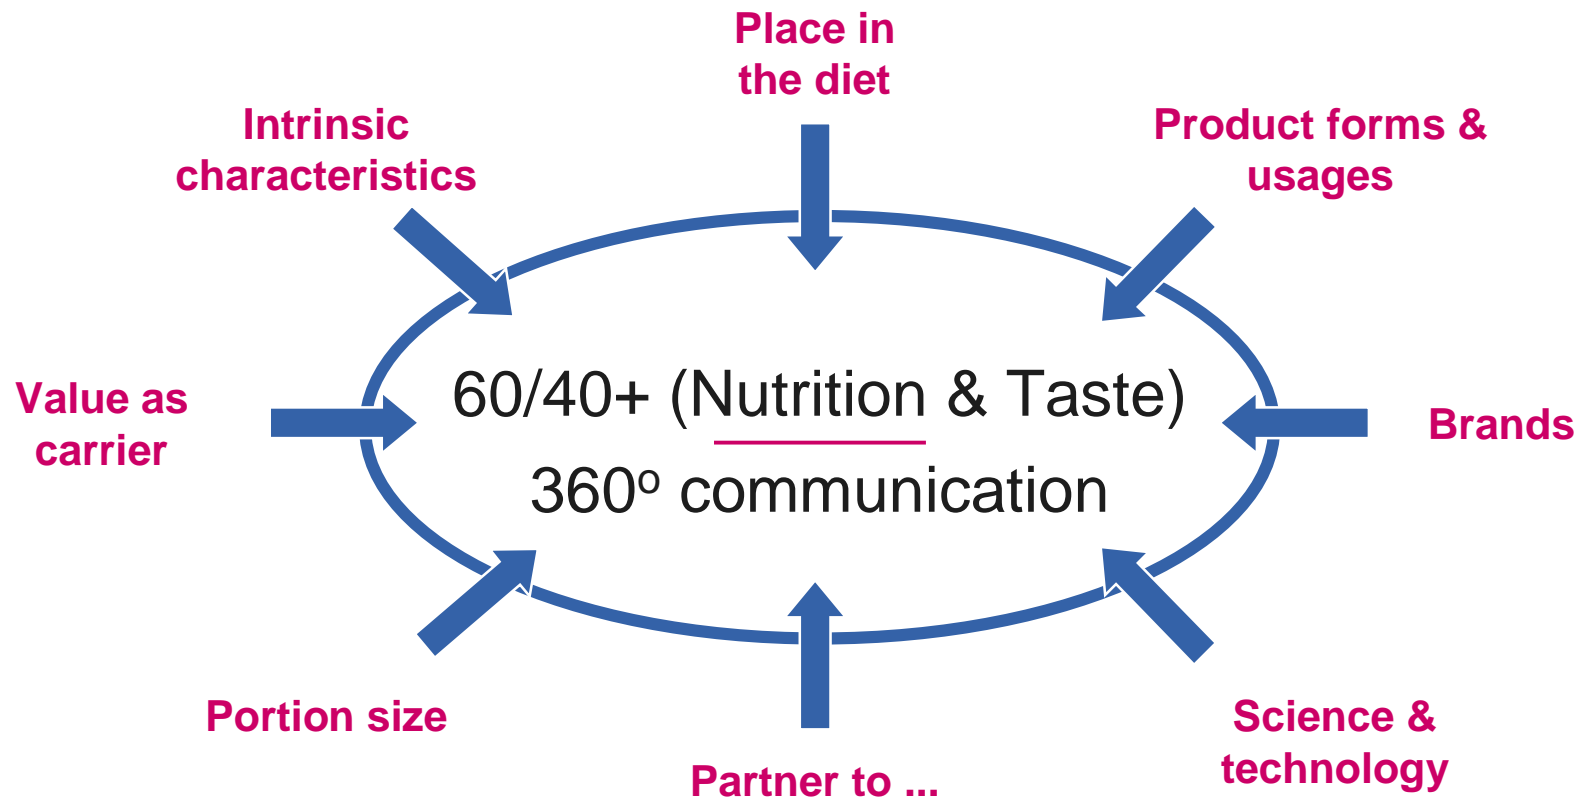 Place in
the diet
Intrinsic
characteristics
Product forms &
usages
Value as
carrier
60/40+ (Nutrition & Taste)
360º communication
Brands
Portion size
Partner to ...
Science &
technology